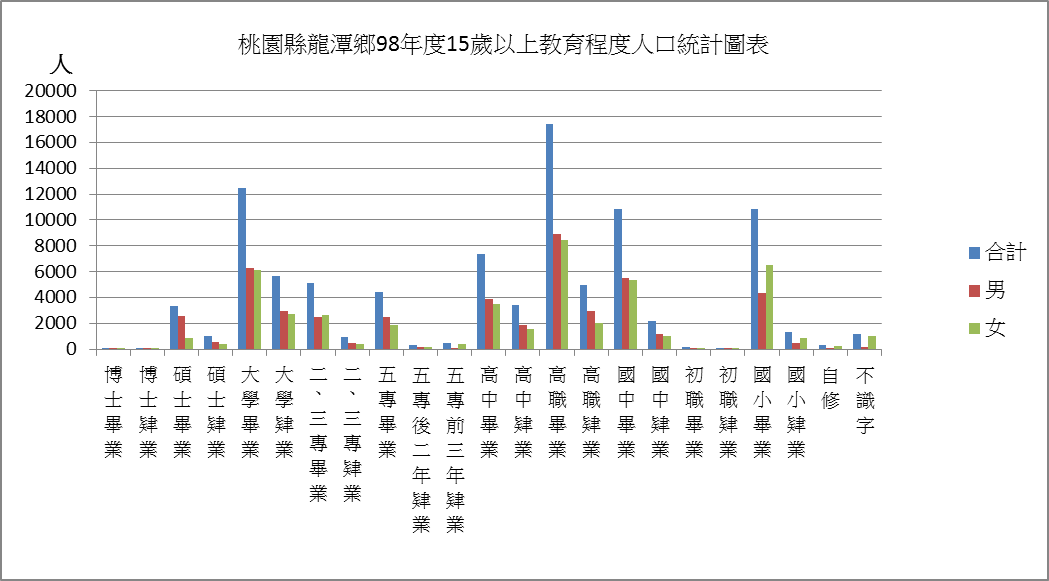 桃園縣龍潭鄉98年度15歲以上教育程度人口統計圖表
人
20000
18000
16000
14000
12000
10000
8000
6000
4000
2000
0
博士畢業
博士肄業
碩士畢業
碩士肄業
大學畢業
大學肄業
二、三專畢業
二、三專肄業
五專畢業
五專後二年肄業
五專前三年肄業
高中畢業
高中肄業
高職畢業
高職肄業
國中畢業
國中肄業
初職畢業
初職肄業
國小畢業
國小肄業
自修
不識字
合計
男
女